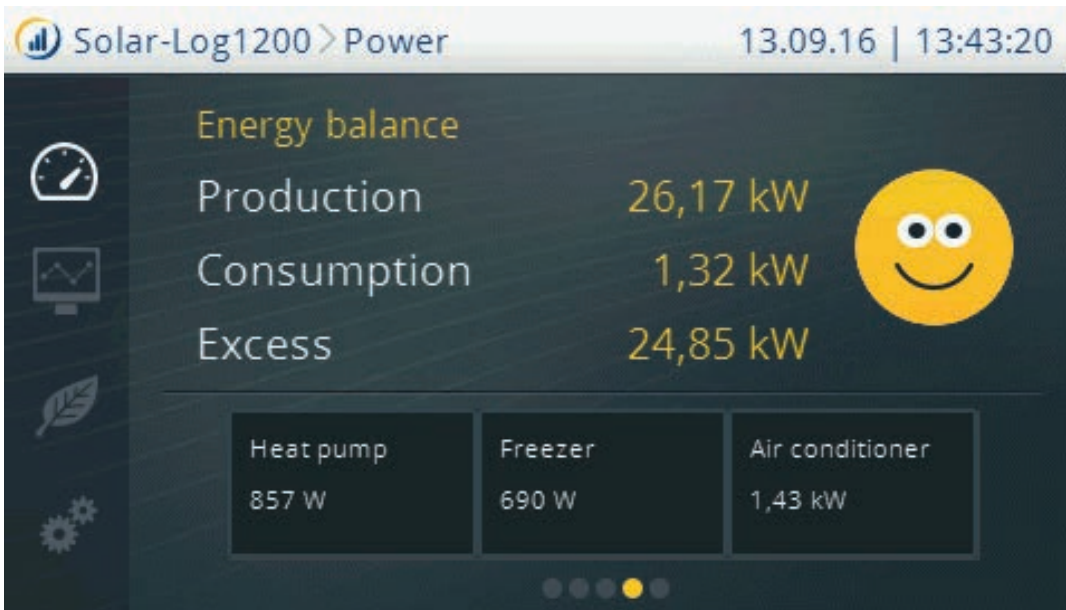 Solar-Log1200 > Power 13.09.16 | 13:43:20
Energy balance
Production 26,17 kW
Consumption 1,32 kW
Excess 24,85 kW
Heat pump Freezer Air conditioner
857 W 690 W 1,43 kW